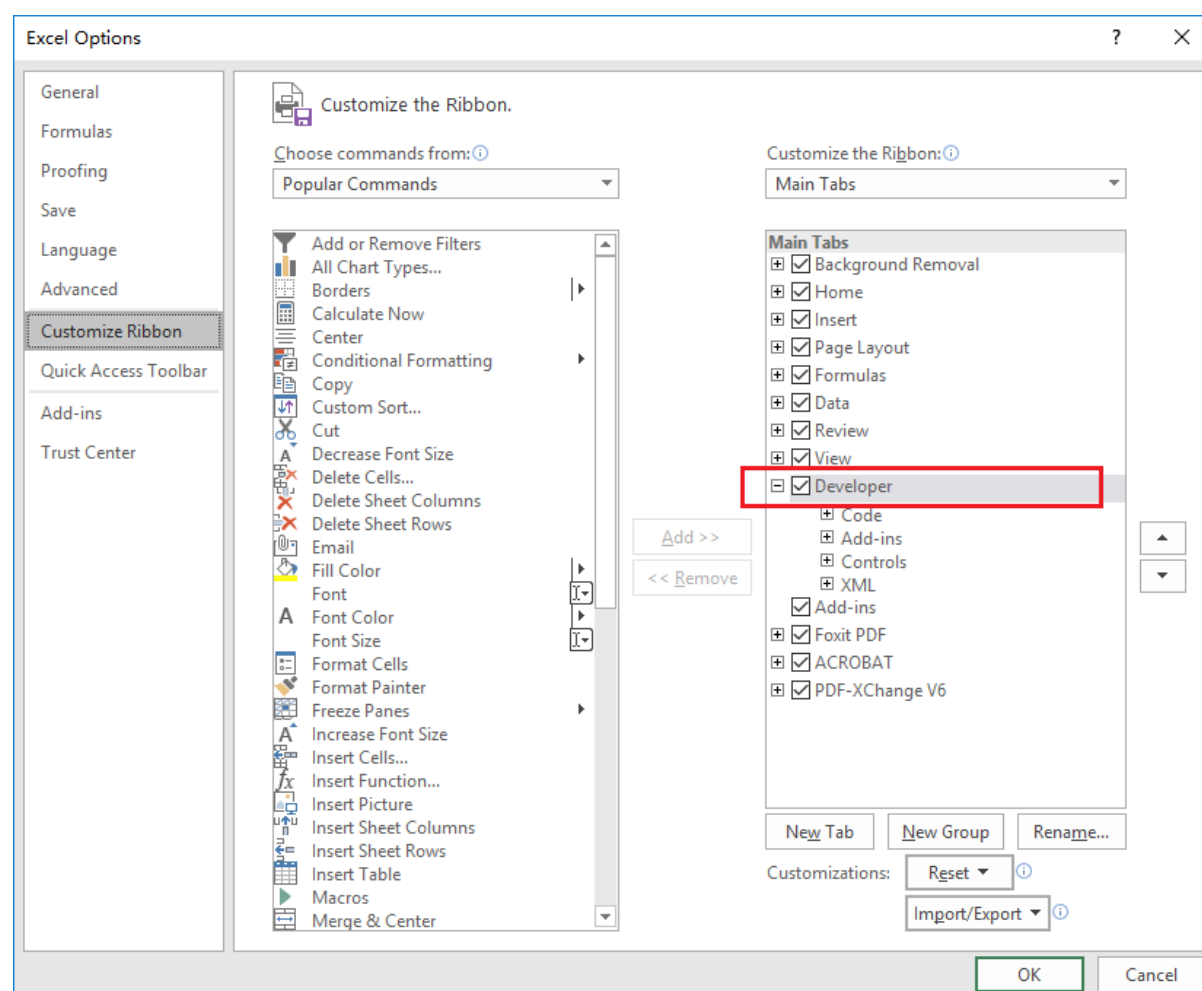 Excel Options
?
General
Formulas
Proofing
Save
Language
Advanced
Customize Ribbon
Quick Access Toolbar
Add-ins
Trust Center
Customize the Ribbon.
Choose commands from:
Popular Commands
Add or Remove Filters
All Chart Types...
Borders
Calculate Now
Center
Conditional Formatting
Copy
Custom Sort...
Cut
Decrease Font Size
Delete Cells...
Delete Sheet Columns
Delete Sheet Rows
Email
Fill Color
Font
Font Color
Font Size
Format Cells
Format Painter
Freeze Panes
Increase Font Size
Insert Cells...
Insert Function...
Insert Picture
Insert Sheet Columns
Insert Sheet Rows
Insert Table
Macros
Merge & Center
Add >>
<< Remove
Customize the Ribbon:
Main Tabs
Main Tabs
Background Removal
Home
Insert
Page Layout
Formulas
Data
Review
View
Developer
Code
Add-ins
Controls
XML
Add-ins
Foxit PDF
ACROBAT
PDF-XChange V6
New Tab
New Group
Rename...
Customizations:
Reset
Import/Export
OK
Cancel